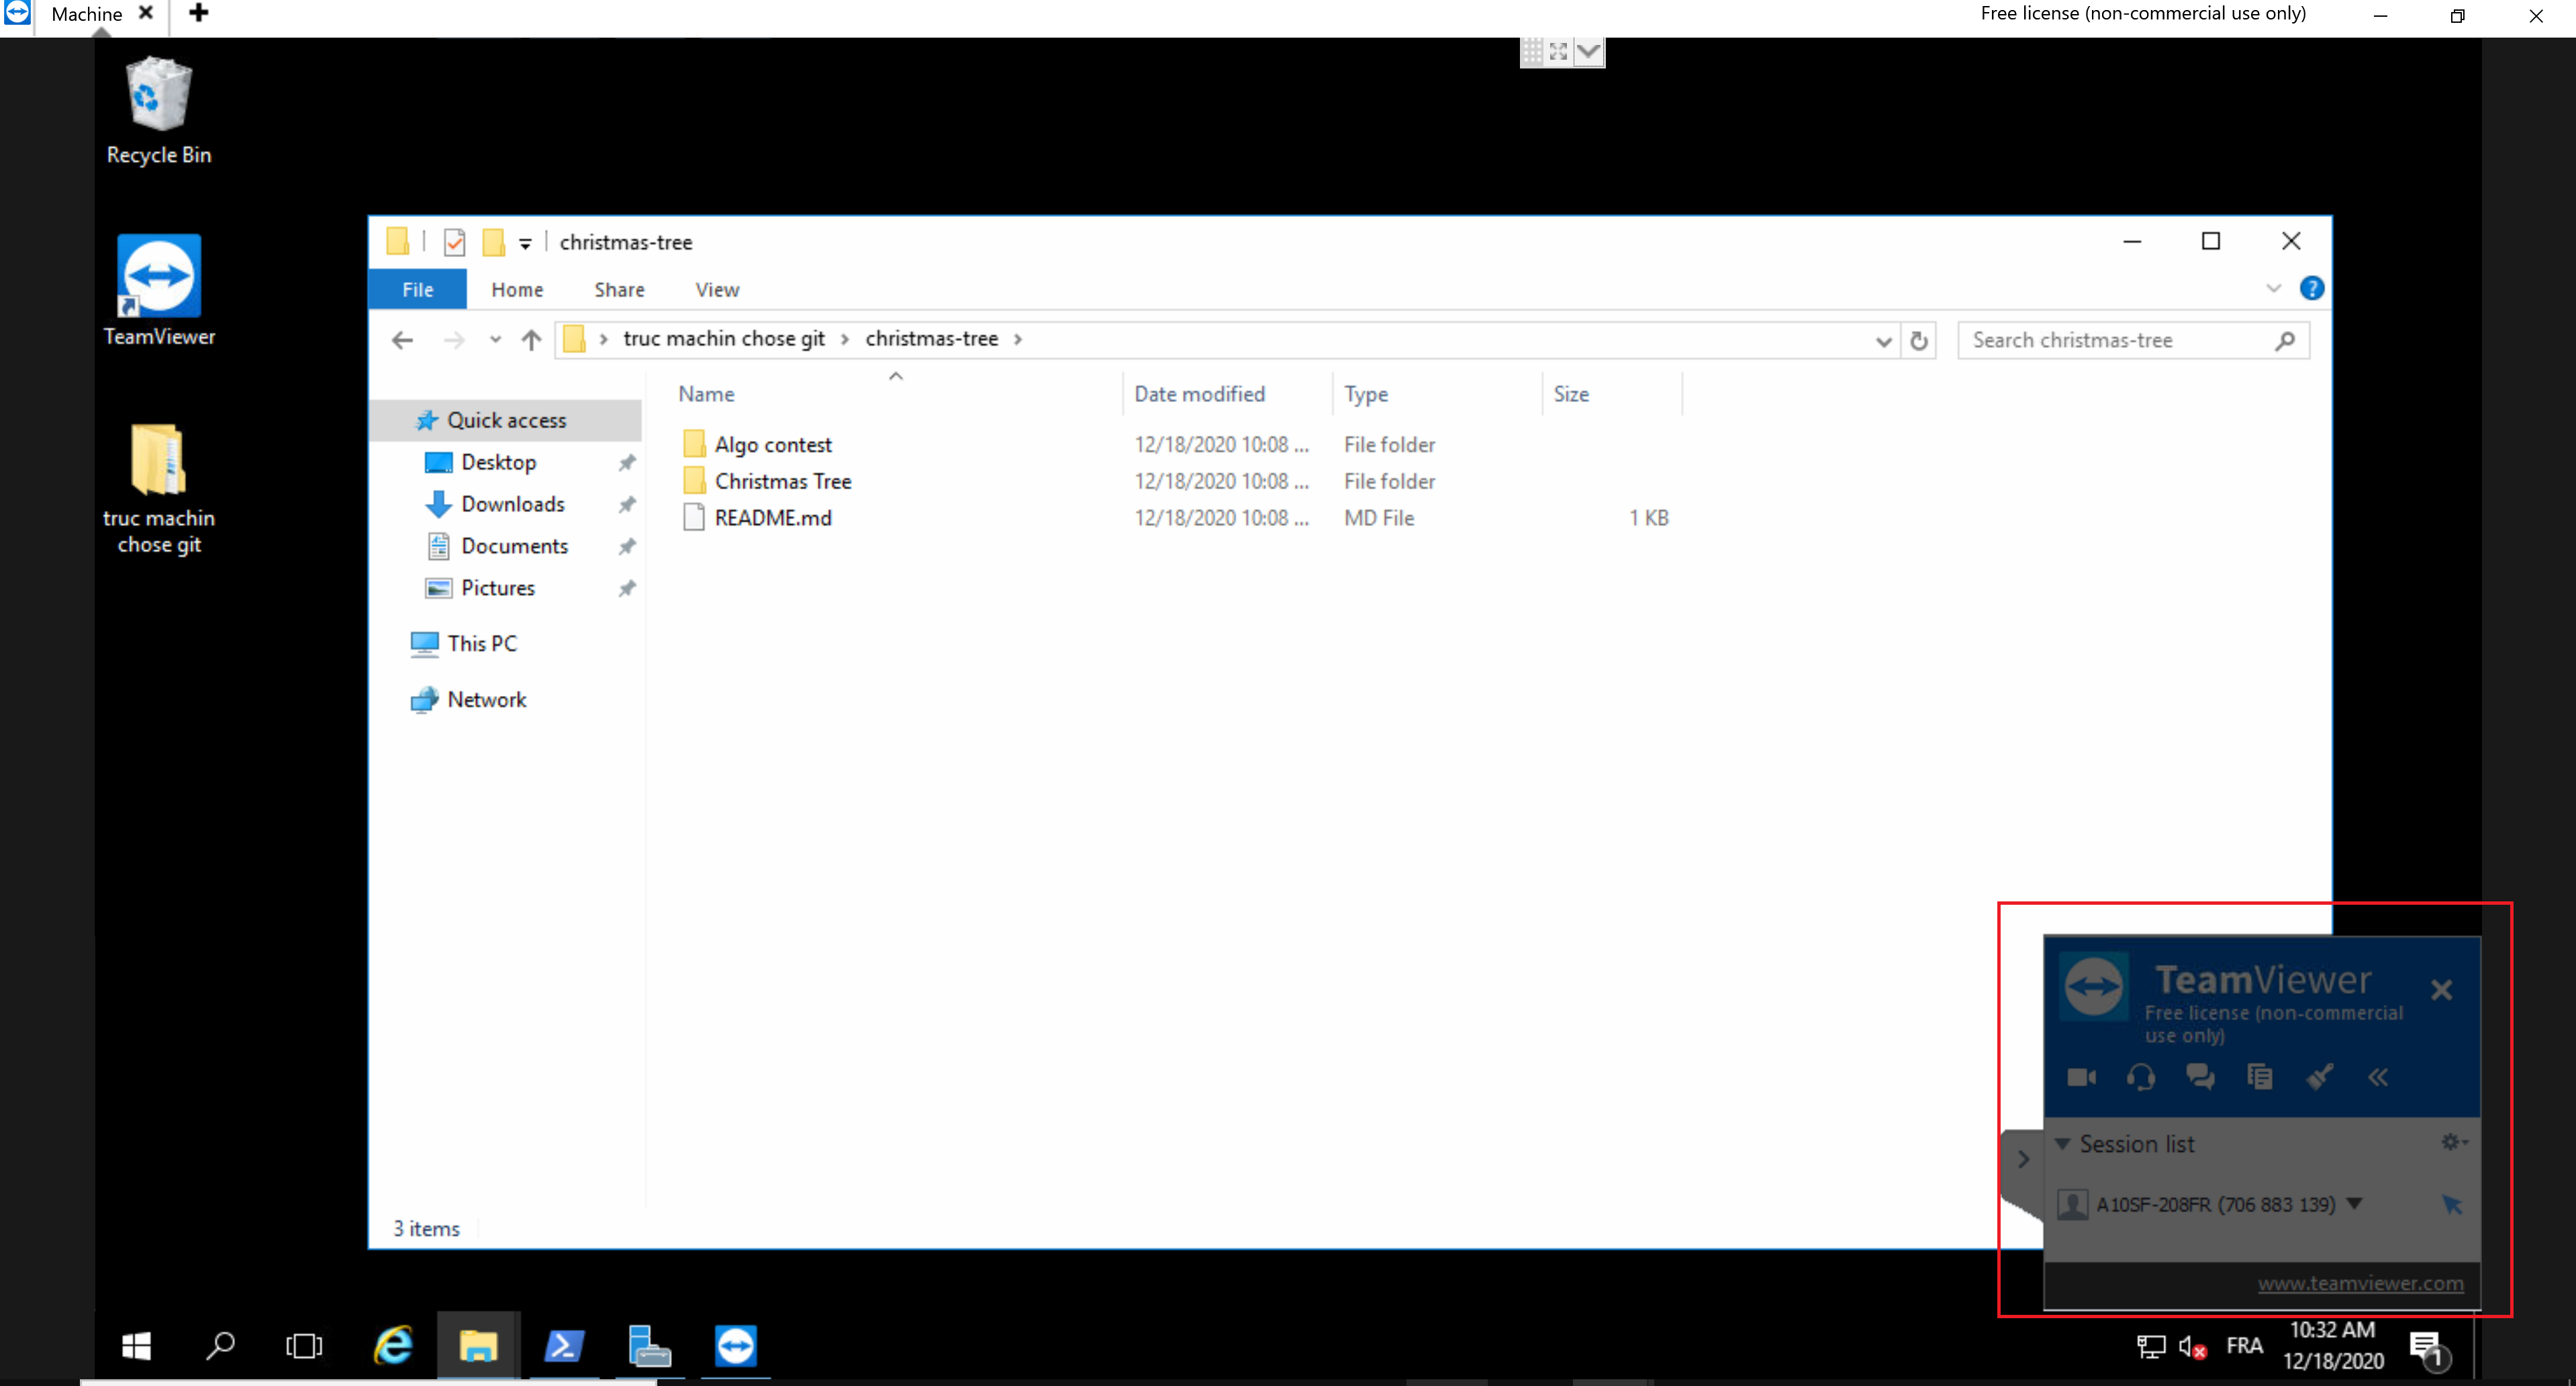 Machine
Free license (non-commercial use only)
Recycle Bin
TeamViewer
truc machin
chose git
christmas-tree
File Home Share View
truc machin chose git christmas-tree
Search christmas-tree
Name Date modified Type Size
Quick access
Desktop
Downloads
Documents
Pictures
This PC
Network
Algo contest 12/18/2020 10:08 ... File folder
Christmas Tree 12/18/2020 10:08 ... File folder
README.md 12/18/2020 10:08 ... MD File 1 KB
3 items
TeamViewer
Free license (non-commercial
use only)
Session list
A10SF-208FR (706 883 139)
www.teamviewer.com
FRA
10:32 AM
12/18/2020
1